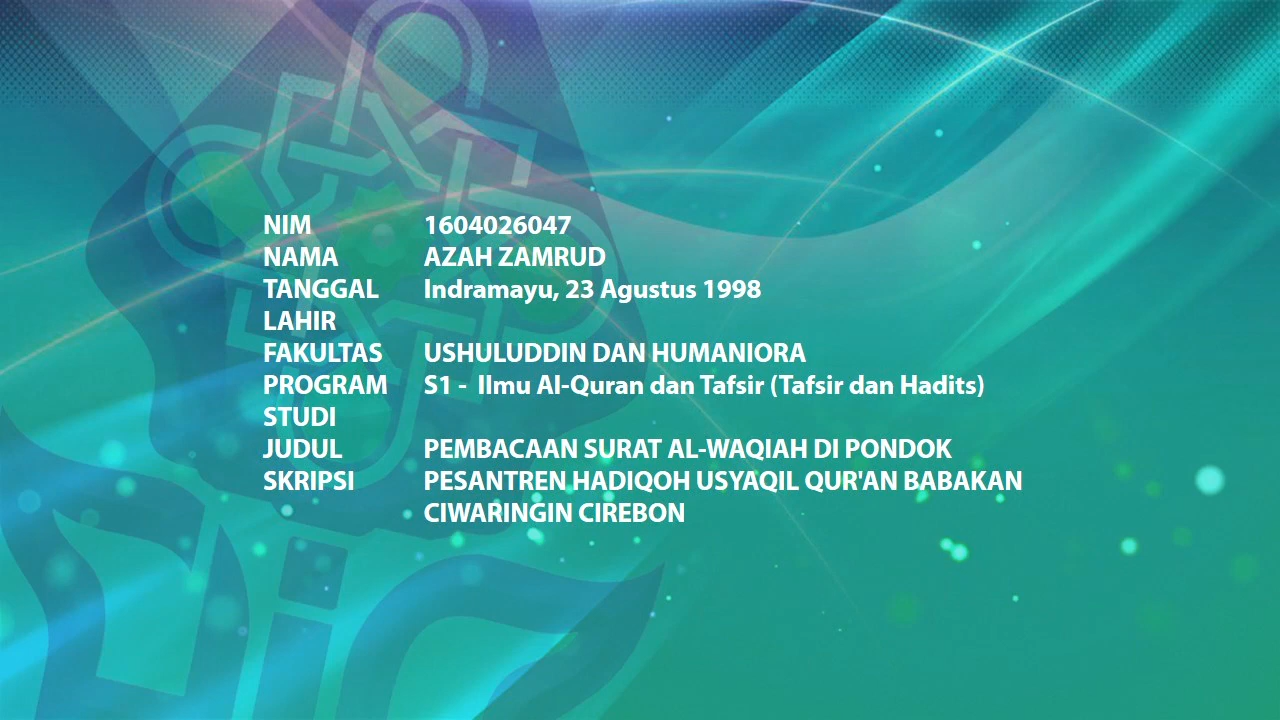 NIM 1604026047
NAMA AZAH ZAMRUD
TANGGAL Indramayu, 23 Agustus 1998
LAHIR
FAKULTAS USHULUDDIN DAN HUMANIORA
PROGRAM S1 - Ilmu Al-Quran dan Tafsir (Tafsir dan Hadits)
STUDI
JUDUL PEMBACAAN SURAT AL-WAQIAH DI PONDOK
SKRIPSI PESANTREN HADIQOH USYAQIL QUR'AN BABAKAN
CIWARINGIN CIREBON